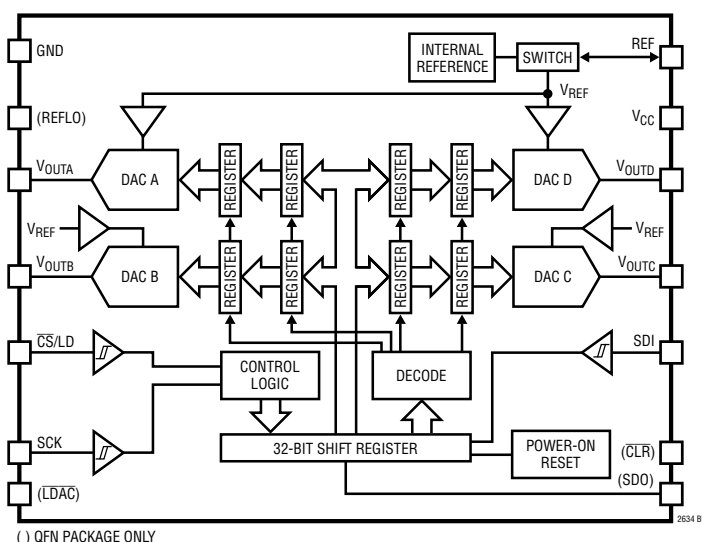 GND
INTERNAL
REFERENCE
SWITCH
REF
(REFLO)
VREF
VCC
VOUTA
DAC A
REGISTER
REGISTER
REGISTER
REGISTER
DAC D
VOUTD
VREF
VREF
VOUTB
DAC B
REGISTER
REGISTER
REGISTER
REGISTER
DAC C
VOUTC
CS/LD
CONTROL
LOGIC
DECODE
SDI
SCK
32-BIT SHIFT REGISTER
POWER-ON
RESET
(CLR)
(LDAC)
(SDO)
2634 B
( ) QFN PACKAGE ONLY